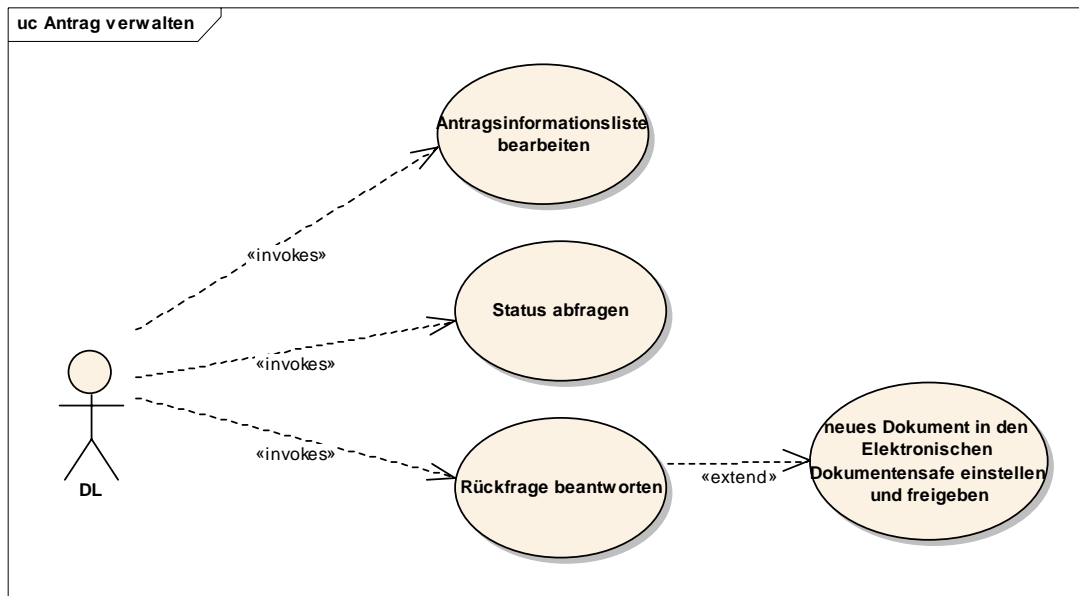 uc Antrag verwalten
Antragsinformationsliste
bearbeiten
«invokes»
Status abfragen
«invokes»
neues Dokument in den
Elektronischen
Dokumentensafe einstellen
und freigeben
«invokes»
Rückfrage beantworten
«extend»
DL